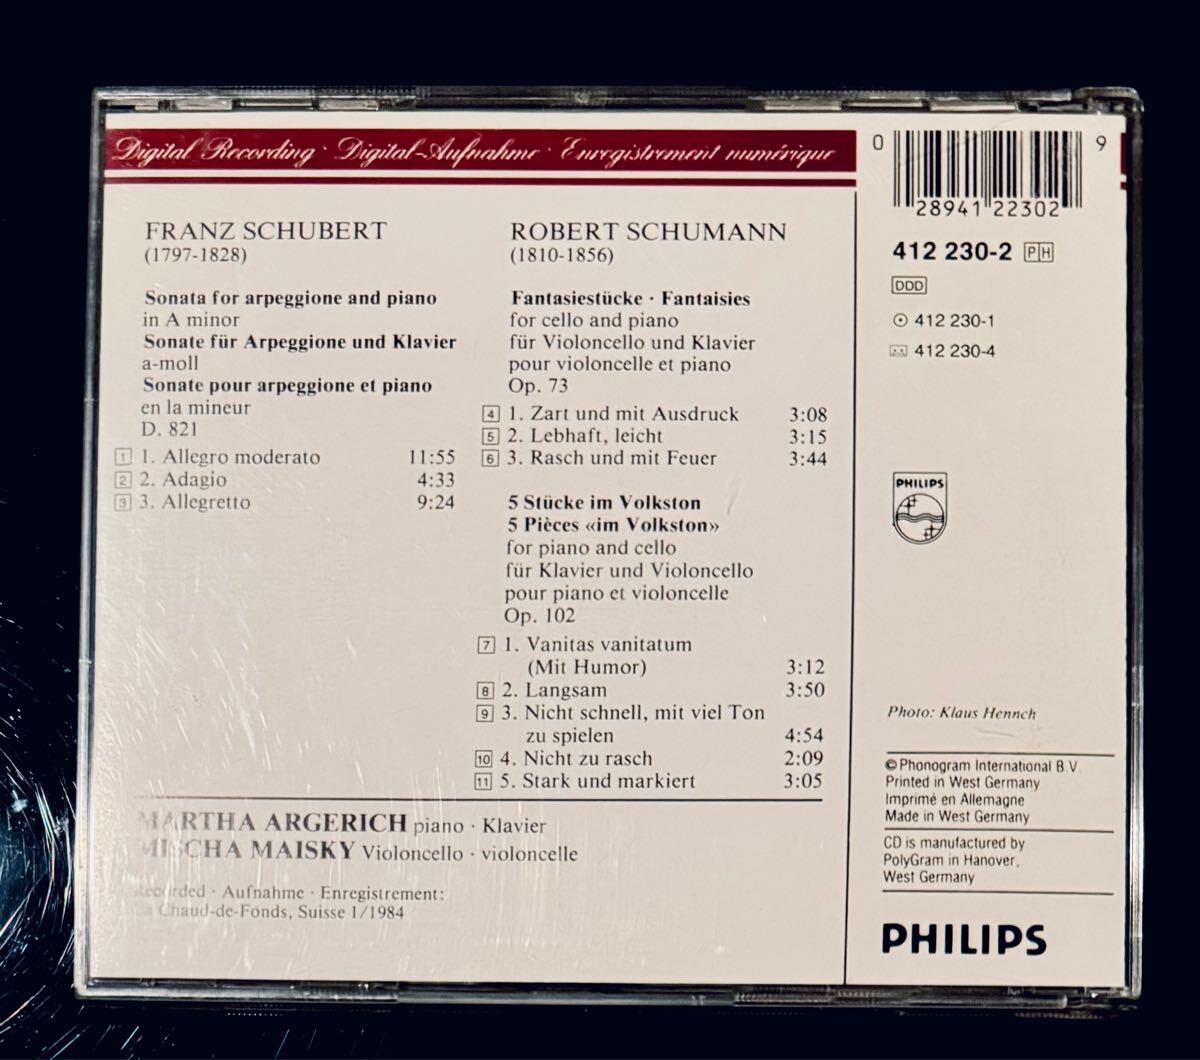 Digital Recording · Digital-Aufnahme · Enregistrement numérique
FRANZ SCHUBERT
(1797-1828)
Sonata for arpeggione and piano
in A minor
Sonate für Arpeggione und Klavier
a-moll
Sonate pour arpeggione et piano
en la mineur
D. 821
1 1. Allegro moderato 11:55
2 2. Adagio 4:33
3 3. Allegretto 9:24
ROBERT SCHUMANN
(1810-1856)
Fantasiestücke · Fantaisies
for cello and piano
für Violoncello und Klavier
pour violoncelle et piano
Op. 73
4 1. Zart und mit Ausdruck 3:08
5 2. Lebhaft, leicht 3:15
6 3. Rasch und mit Feuer 3:44
5 Stücke im Volkston
5 Pièces «im Volkston»
for piano and cello
für Klavier und Violoncello
pour piano et violoncelle
Op. 102
7 1. Vanitas vanitatum
(Mit Humor) 3:12
8 2. Langsam 3:50
9 3. Nicht schnell, mit viel Ton
zu spielen 4:54
10 4. Nicht zu rasch 2:09
11 5. Stark und markiert 3:05
MARTHA ARGERICH piano · Klavier
MISCHA MAISKY Violoncello · violoncelle
Recorded · Aufnahme · Enregistrement:
La Chaud-de-Fonds, Suisse 1/1984
0 28941 22302 9
412 230-2 PH
DDD
412 230-1
412 230-4
PHILIPS
Photo: Klaus Hennch
© Phonogram International B.V.
Printed in West Germany
Imprimé en Allemagne
Made in West Germany
CD is manufactured by
PolyGram in Hanover,
West Germany
PHILIPS